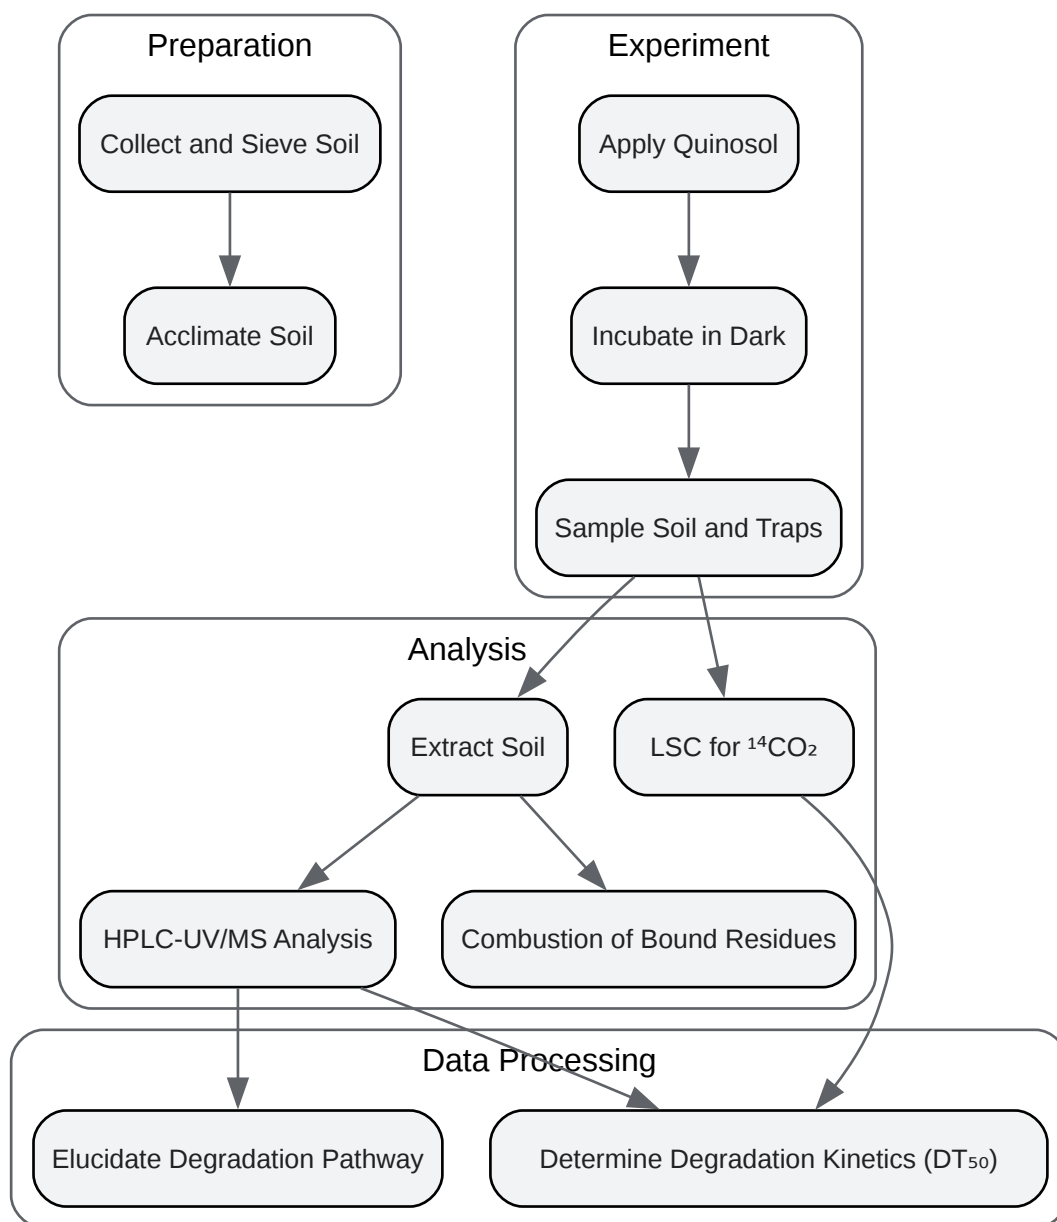 Preparation
Collect and Sieve Soil
Acclimate Soil
Experiment
Apply Quinosol
Incubate in Dark
Sample Soil and Traps
Analysis
Extract Soil
LSC for ¹⁴CO₂
HPLC-UV/MS Analysis
Combustion of Bound Residues
Data Processing
Elucidate Degradation Pathway
Determine Degradation Kinetics (DT₅₀)